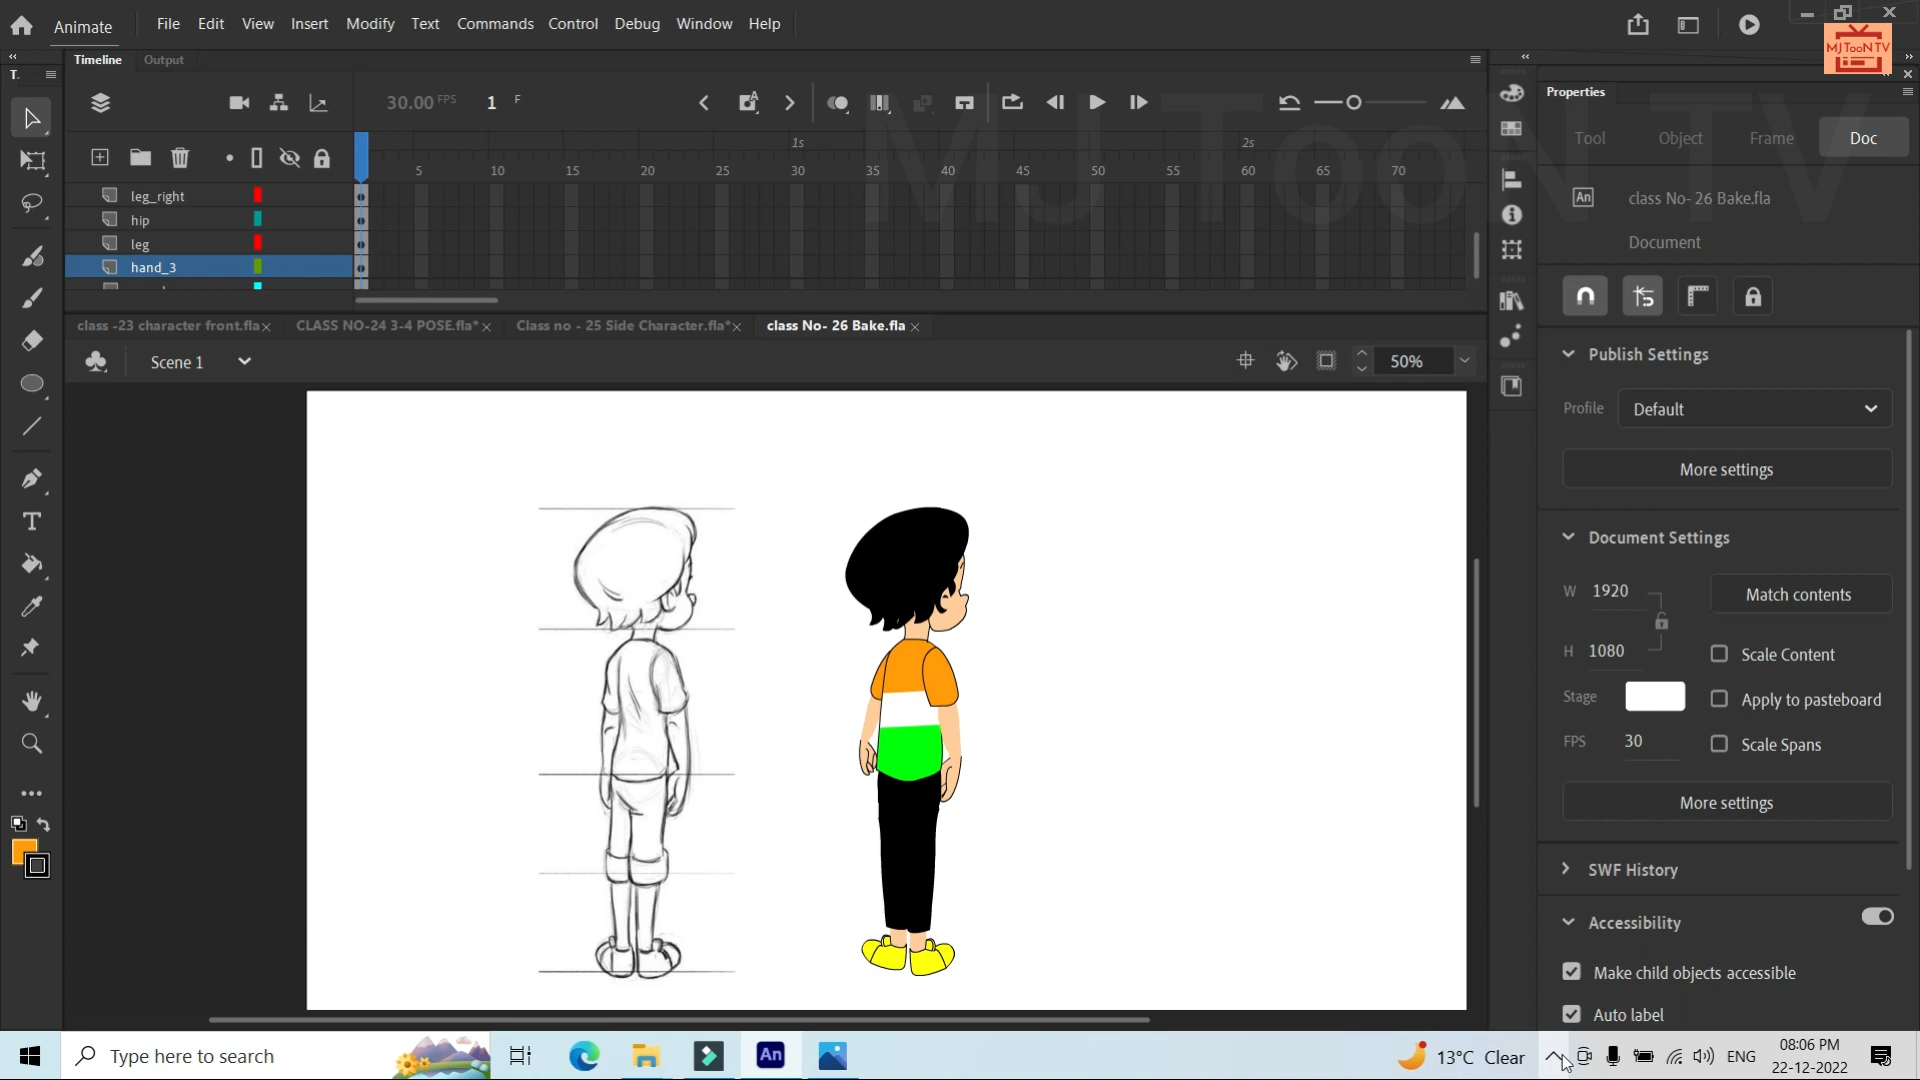 Animate File Edit View Insert Modify Text Commands Control Debug Window Help
MJTOONTV
Timeline Output
T.
Properties
30.00 FPS 1 F
Tool Object Frame Doc
1s 2s
5 10 15 20 25 30 35 40 45 50 55 60 65 70
MJ TooN TV
leg_right
hip
leg
hand_3
An class No- 26 Bake.fla
Document
class -23 character front.fla CLASS NO-24 3-4 POSE.fla* Class no - 25 Side Character.fla* class No- 26 Bake.fla
Scene 1 50%
Publish Settings
Profile Default
More settings
Document Settings
W 1920 Match contents
H 1080 Scale Content
Stage Apply to pasteboard
FPS 30 Scale Spans
More settings
SWF History
Accessibility
Make child objects accessible
Auto label
Type here to search An 13°C Clear ENG 08:06 PM
22-12-2022